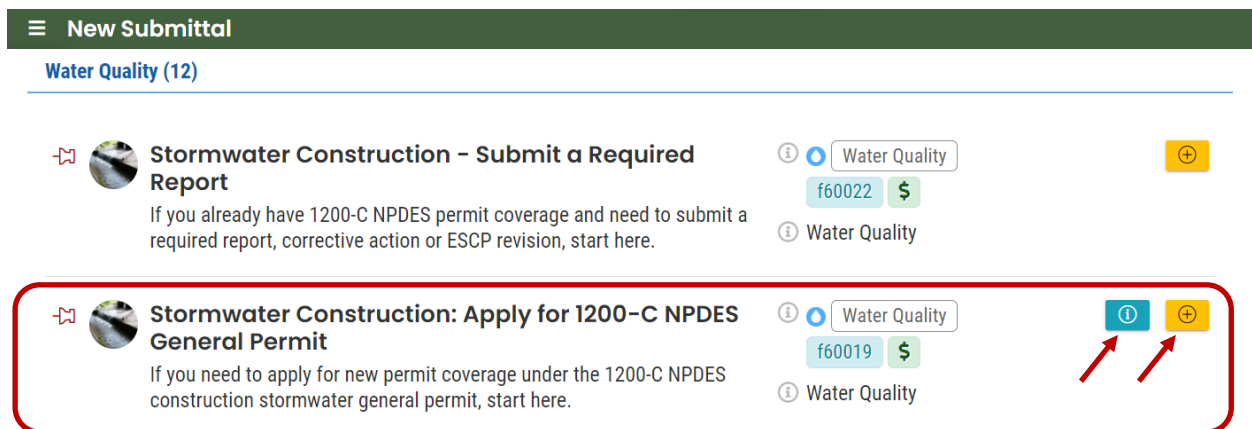 New Submittal
Water Quality (12)
Stormwater Construction - Submit a Required
Report
If you already have 1200-C NPDES permit coverage and need to submit a
required report, corrective action or ESCP revision, start here.
Water Quality
f60022 $
Water Quality
Stormwater Construction: Apply for 1200-C NPDES
General Permit
If you need to apply for new permit coverage under the 1200-C NPDES
construction stormwater general permit, start here.
Water Quality
f60019 $
Water Quality